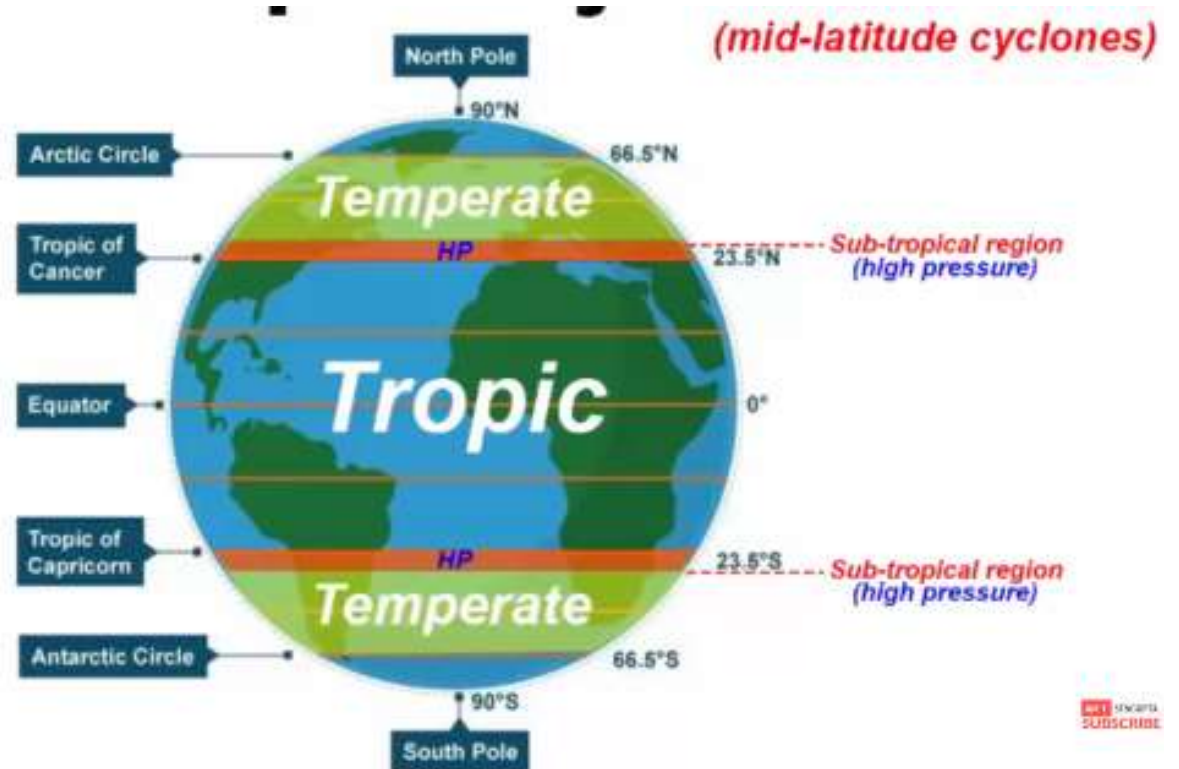 (mid-latitude cyclones)
North Pole
90°N
Arctic Circle
66.5°N
Temperate
Tropic of
Cancer
HP
23.5°N
Sub-tropical region
(high pressure)
Tropic
Equator
0°
Tropic of
Capricorn
HP
23.5°S
Sub-tropical region
(high pressure)
Temperate
Antarctic Circle
66.5°S
90°S
South Pole
SUBSCRIBE